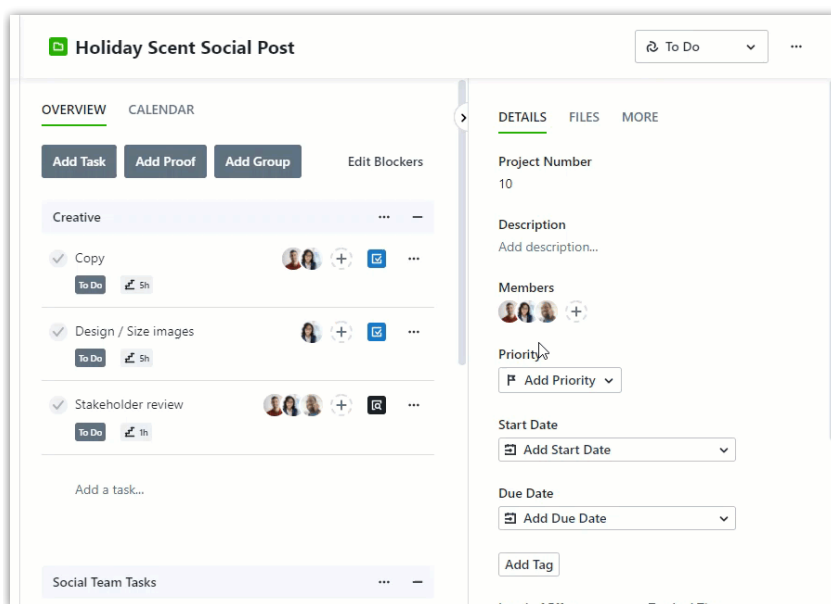 Holiday Scent Social Post
To Do
OVERVIEW CALENDAR
Add Task Add Proof Add Group Edit Blockers
Creative
Copy
To Do 5h
Design / Size images
To Do 5h
Stakeholder review
To Do 1h
Add a task...
Social Team Tasks
DETAILS FILES MORE
Project Number
10
Description
Add description...
Members
Priority
Add Priority
Start Date
Add Start Date
Due Date
Add Due Date
Add Tag